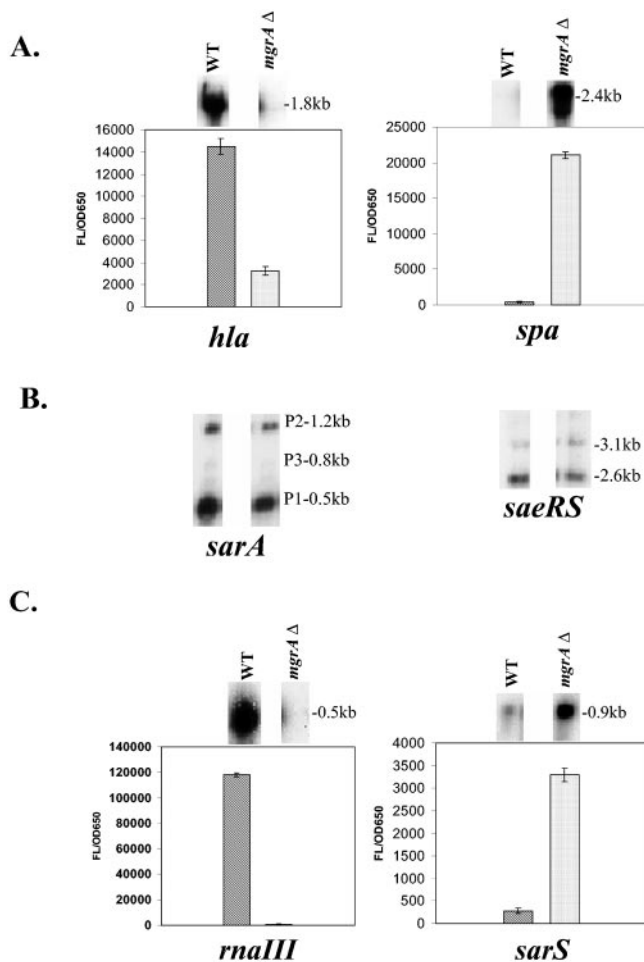 A.
WT
mgrA Δ
-1.8kb
16000
14000
12000
10000
8000
6000
4000
2000
0
FL/OD650
hla
WT
mgrA Δ
-2.4kb
25000
20000
15000
10000
5000
0
FL/OD650
spa
B.
P2-1.2kb
P3-0.8kb
P1-0.5kb
sarA
-3.1kb
-2.6kb
saeRS
C.
WT
mgrA Δ
-0.5kb
140000
120000
100000
80000
60000
40000
20000
0
FL/OD650
rnaIII
WT
mgrA Δ
-0.9kb
4000
3500
3000
2500
2000
1500
1000
500
0
FL/OD650
sarS